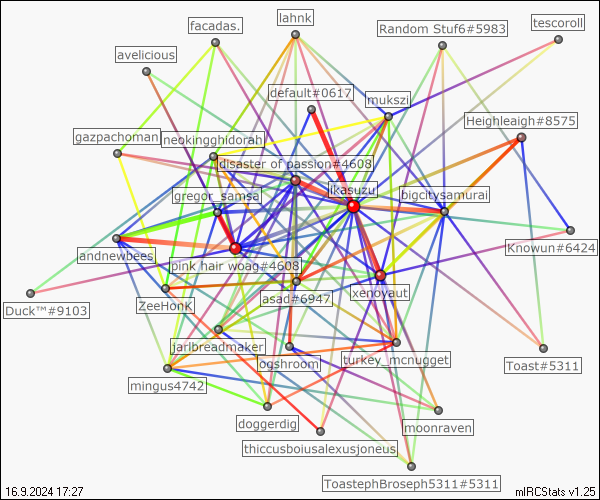 lahnk
facadas.
Random Stuf6#5983
tescoroll
avelicious
default#0617
mukszi
Heighleaigh#8575
gazpachoman
neokingghidorah
disaster of passion#4608
ikasuzu
bigcitysamurai
gregor_samsa
Knowun#6424
andnewbees
pink hair woag#4608
xenoyaut
asad#6947
Duck™#9103
ZeeHonk
jarlbreadmaker
ogshroom
turkey_mcnugget
Toast#5311
mingus4742
doggerdig
moonraven
thiccusboiusalexusjoneus
ToastephBroseph5311#5311
16.9.2024 17:27
mIRCStats v1.25